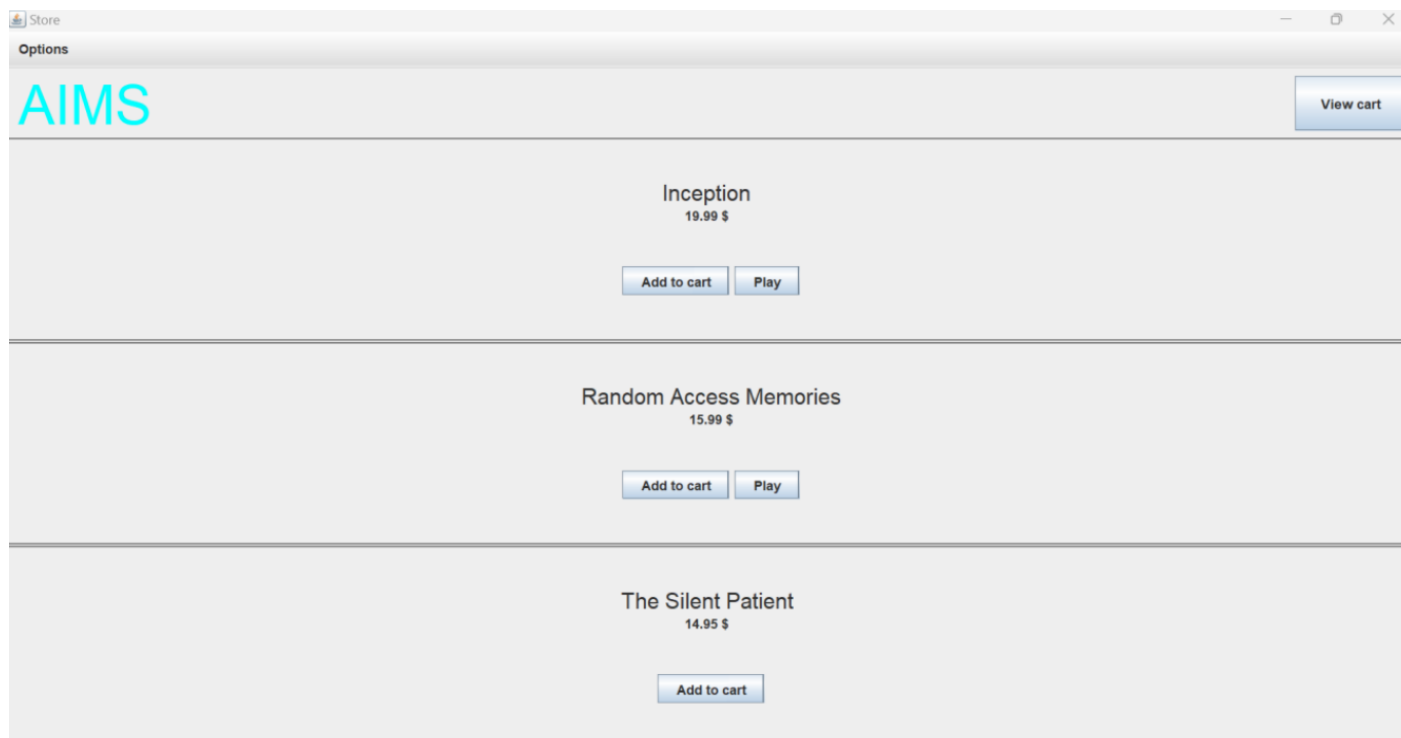 Store
Options
AIMS
View cart
Inception
19.99 $
Add to cart Play
Random Access Memories
15.99 $
Add to cart Play
The Silent Patient
14.95 $
Add to cart